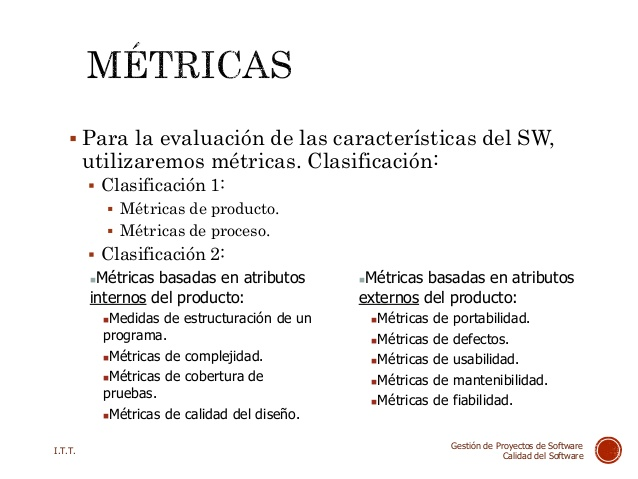 MÉTRICAS
Para la evaluación de las características del SW,
utilizaremos métricas. Clasificación:
Clasificación 1:
Métricas de producto.
Métricas de proceso.
Clasificación 2:
Métricas basadas en atributos
internos del producto:
Medidas de estructuración de un
programa.
Métricas de complejidad.
Métricas de cobertura de
pruebas.
Métricas de calidad del diseño.
Métricas basadas en atributos
externos del producto:
Métricas de portabilidad.
Métricas de defectos.
Métricas de usabilidad.
Métricas de mantenibilidad.
Métricas de fiabilidad.
I.T.T.
Gestión de Proyectos de Software
Calidad del Software